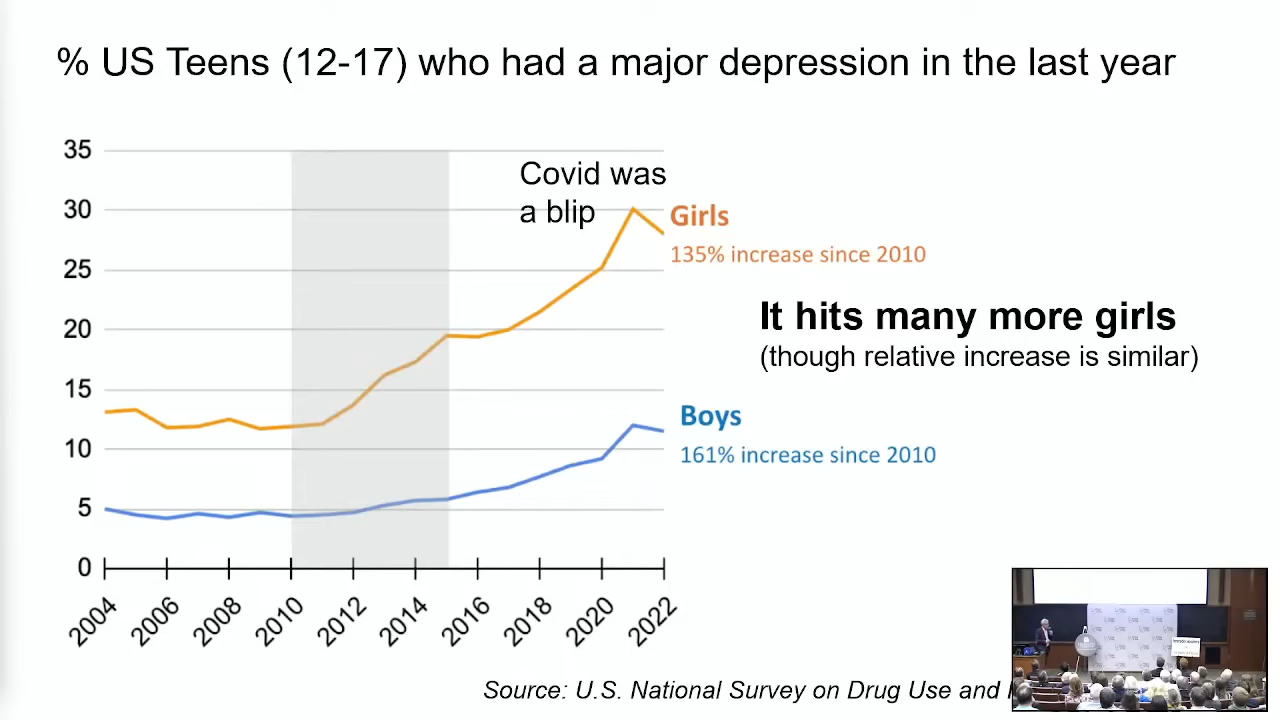 % US Teens (12-17) who had a major depression in the last year
35
30
25
20
15
10
5
0
Covid was
a blip
Girls
135% increase since 2010
It hits many more girls
(though relative increase is similar)
Boys
161% increase since 2010
2004
2006
2008
2010
2012
2014
2016
2018
2020
2022
Source: U.S. National Survey on Drug Use and